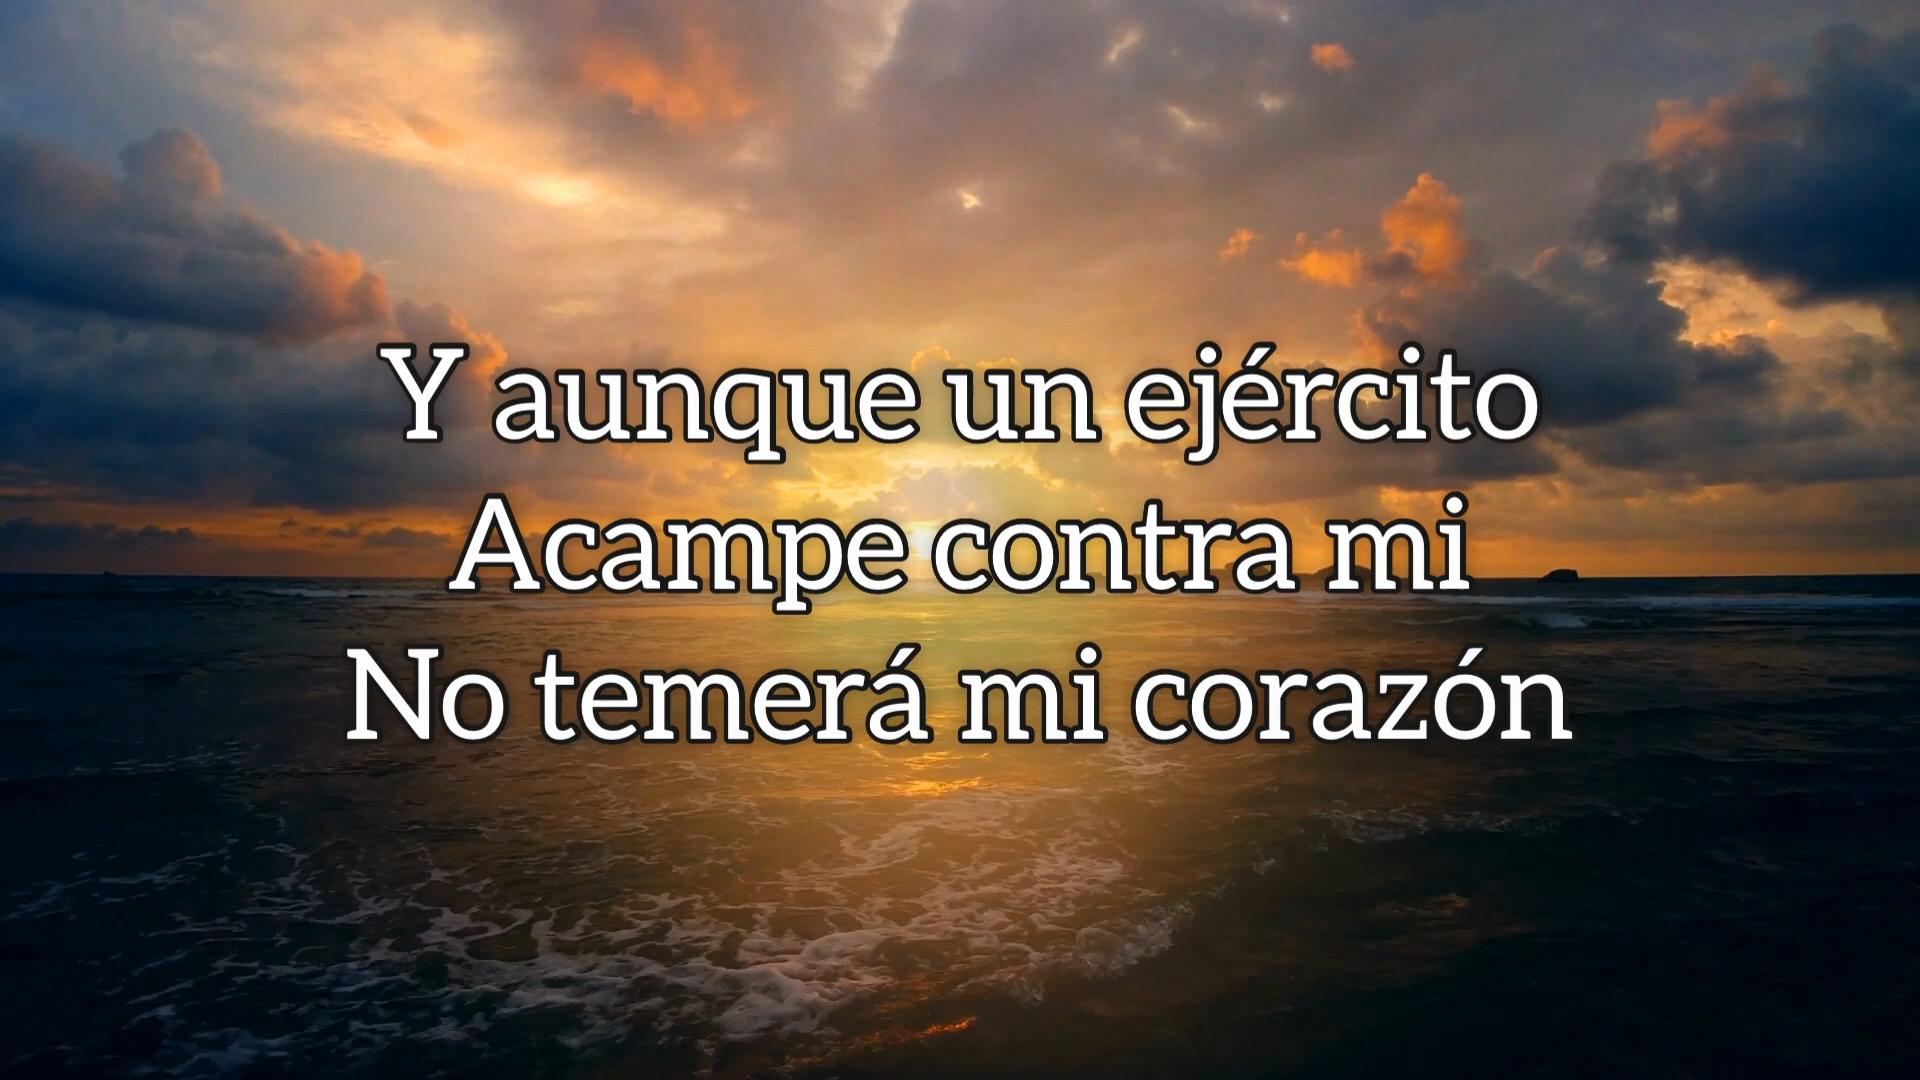 Y aunque un ejército
Acampe contra mi
No temerá mi corazón